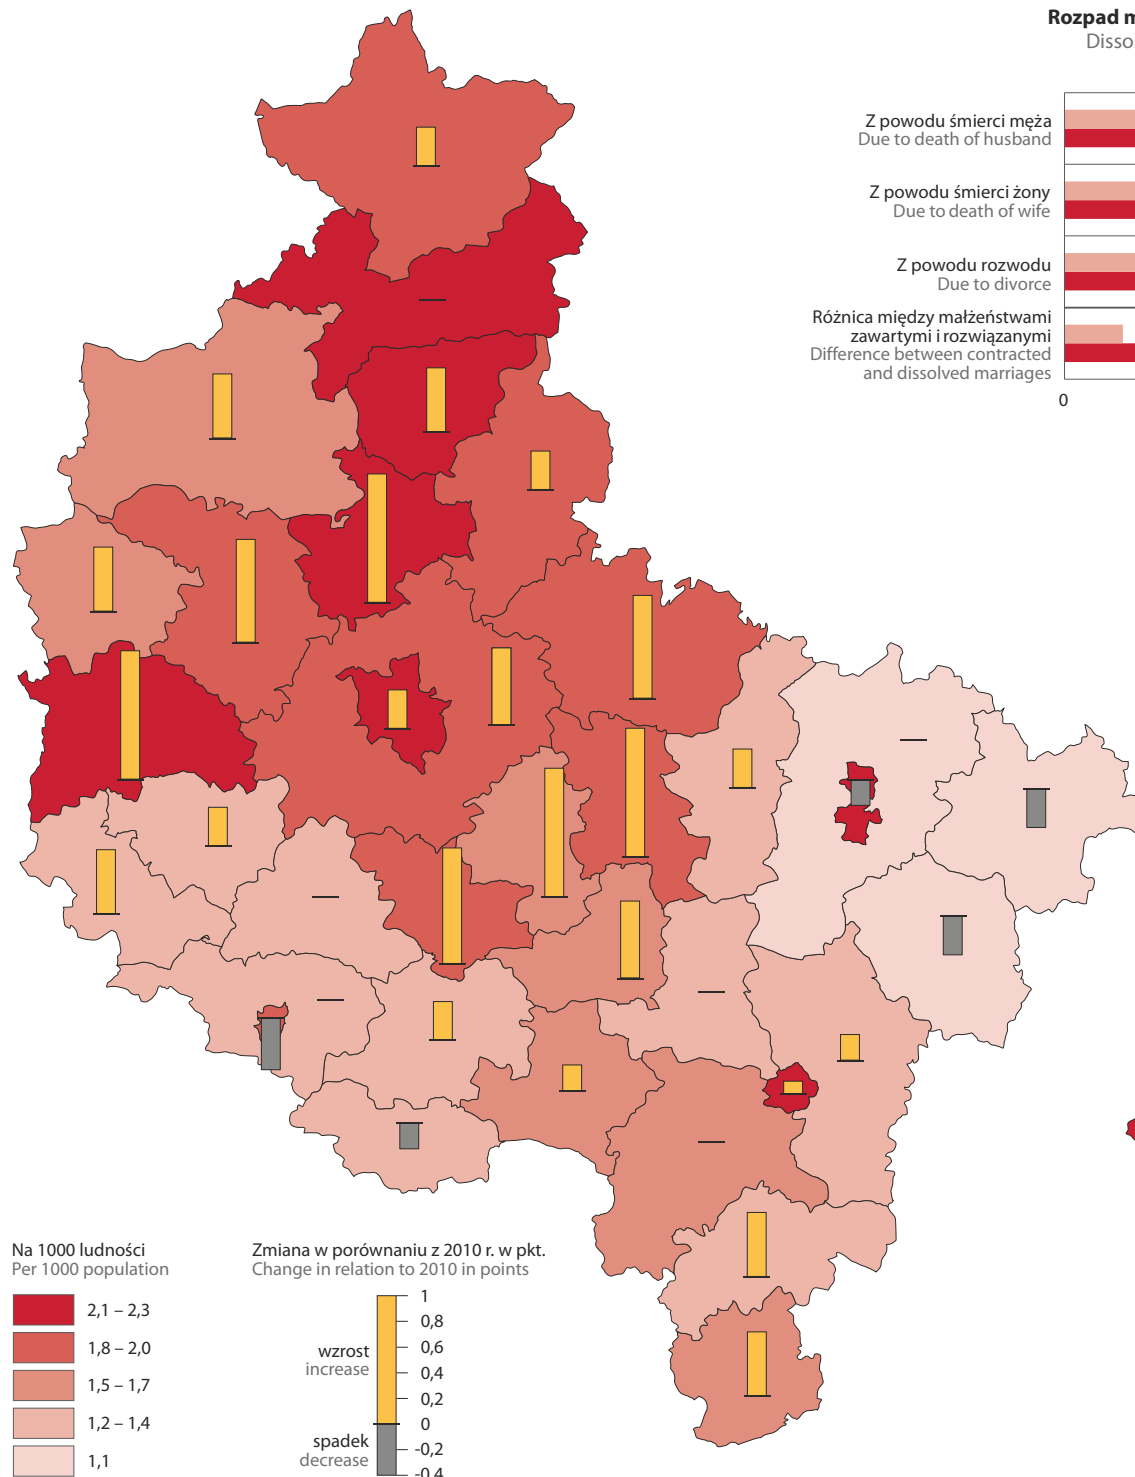 Rozpad m
Disso
Z powodu śmierci męża
Due to death of husband
Z powodu śmierci żony
Due to death of wife
Z powodu rozwodu
Due to divorce
Różnica między małżeństwami
zawartymi i rozwiązanymi
Difference between contracted
and dissolved marriages
0
Na 1000 ludności
Per 1000 population
2,1 – 2,3
1,8 – 2,0
1,5 – 1,7
1,2 – 1,4
1,1
Zmiana w porównaniu z 2010 r. w pkt.
Change in relation to 2010 in points
wzrost
increase
spadek
decrease
1
0,8
0,6
0,4
0,2
0
-0,2
-0,4